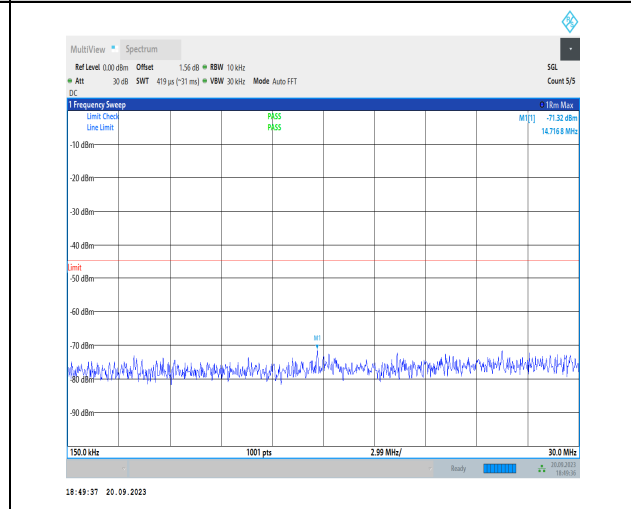 MultiView Spectrum
Ref Level 0.00 dBm Offset 1.56 dB RBW 10 kHz SGL
Att 30 dB SWT 419 µs (~31 ms) VBW 30 kHz Mode Auto FFT Count 5/5
DC
1 Frequency Sweep 1Rm Max
Limit Check PASS M1[1] -71.32 dBm
Line Limit PASS 14.7168 MHz
-10 dBm
-20 dBm
-30 dBm
-40 dBm
Limit
-50 dBm
-60 dBm
M1
-70 dBm
-80 dBm
-90 dBm
150.0 kHz 1001 pts 2.99 MHz/ 30.0 MHz
Ready 20.09.2023
18:49:36
18:49:37 20.09.2023